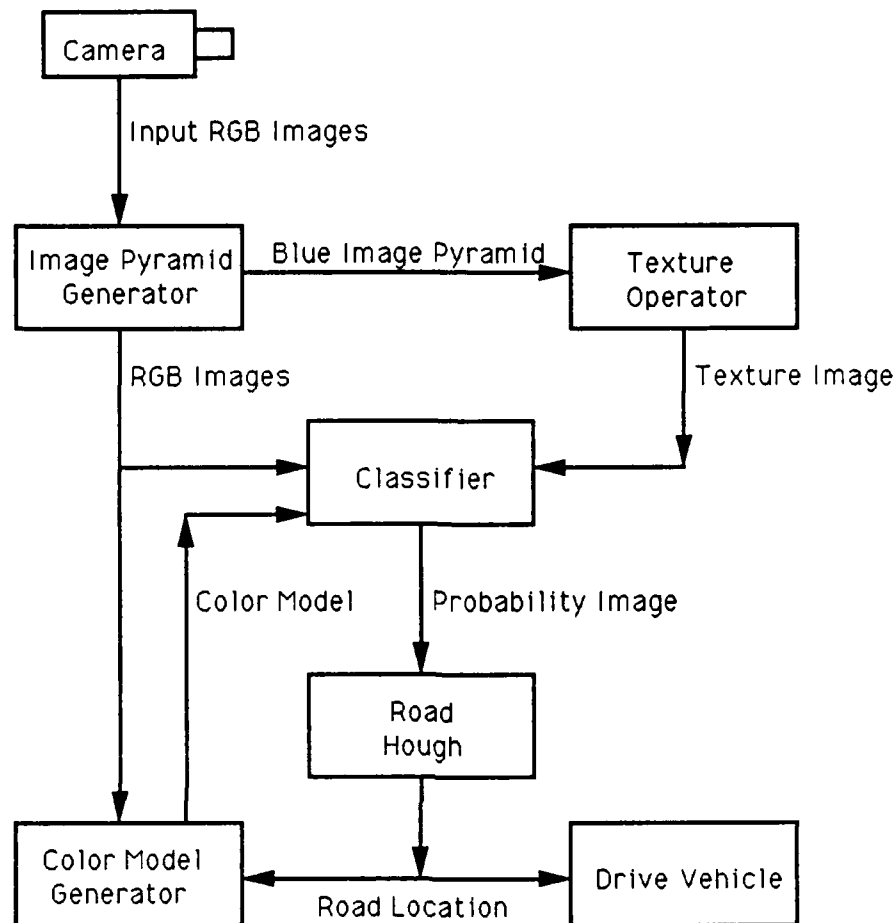 Camera
Input RGB Images
Image Pyramid
Generator
Blue Image Pyramid
Texture
Operator
RGB Images
Texture Image
Classifier
Color Model
Probability Image
Road
Hough
Color Model
Generator
Road Location
Drive Vehicle